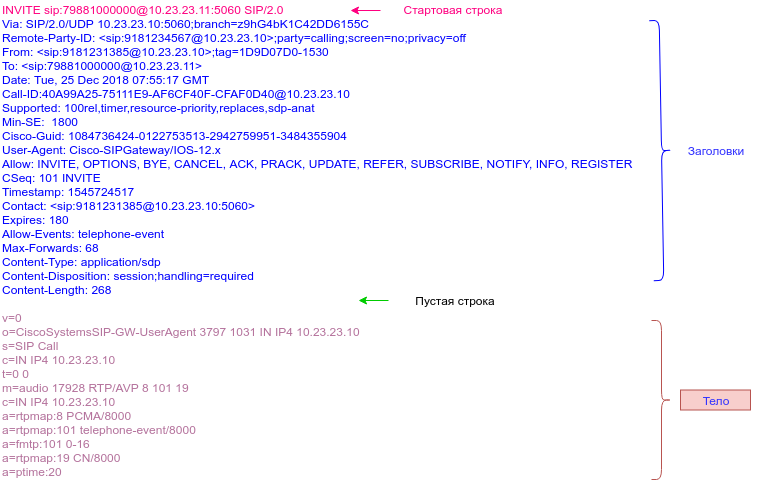 INVITE sip:79881000000@10.23.23.11:5060 SIP/2.0
Стартовая строка
Via: SIP/2.0/UDP 10.23.23.10:5060;branch=z9hG4bK1C42DD6155C
Remote-Party-ID: <sip:9181234567@10.23.23.10>;party=calling;screen=no;privacy=off
From: <sip:9181231385@10.23.23.10>;tag=1D9D07D0-1530
To: <sip:79881000000@10.23.23.11>
Date: Tue, 25 Dec 2018 07:55:17 GMT
Call-ID:40A99A25-75111E9-AF6CF40F-CFAF0D40@10.23.23.10
Supported: 100rel,timer,resource-priority,replaces,sdp-anat
Min-SE:  1800
Cisco-Guid: 1084736424-0122753513-2942759951-3484355904
User-Agent: Cisco-SIPGateway/IOS-12.x
Allow: INVITE, OPTIONS, BYE, CANCEL, ACK, PRACK, UPDATE, REFER, SUBSCRIBE, NOTIFY, INFO, REGISTER
CSeq: 101 INVITE
Timestamp: 1545724517
Contact: <sip:9181231385@10.23.23.10:5060>
Expires: 180
Allow-Events: telephone-event
Max-Forwards: 68
Content-Type: application/sdp
Content-Disposition: session;handling=required
Content-Length: 268
Заголовки
Пустая строка
v=0
o=CiscoSystemsSIP-GW-UserAgent 3797 1031 IN IP4 10.23.23.10
s=SIP Call
c=IN IP4 10.23.23.10
t=0 0
m=audio 17928 RTP/AVP 8 101 19
c=IN IP4 10.23.23.10
a=rtpmap:8 PCMA/8000
a=rtpmap:101 telephone-event/8000
a=fmtp:101 0-16
a=rtpmap:19 CN/8000
a=ptime:20
Тело